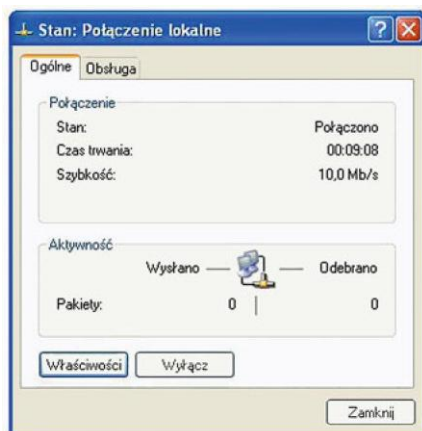 Stan: Połączenie lokalne
Ogólne Obsługa
Połączenie
Stan: Połączono
Czas trwania: 00:09:08
Szybkość: 10,0 Mb/s
Aktywność
Wysłano — — Odebrano
Pakiety: 0 | 0
Właściwości Wyłącz
Zamknij